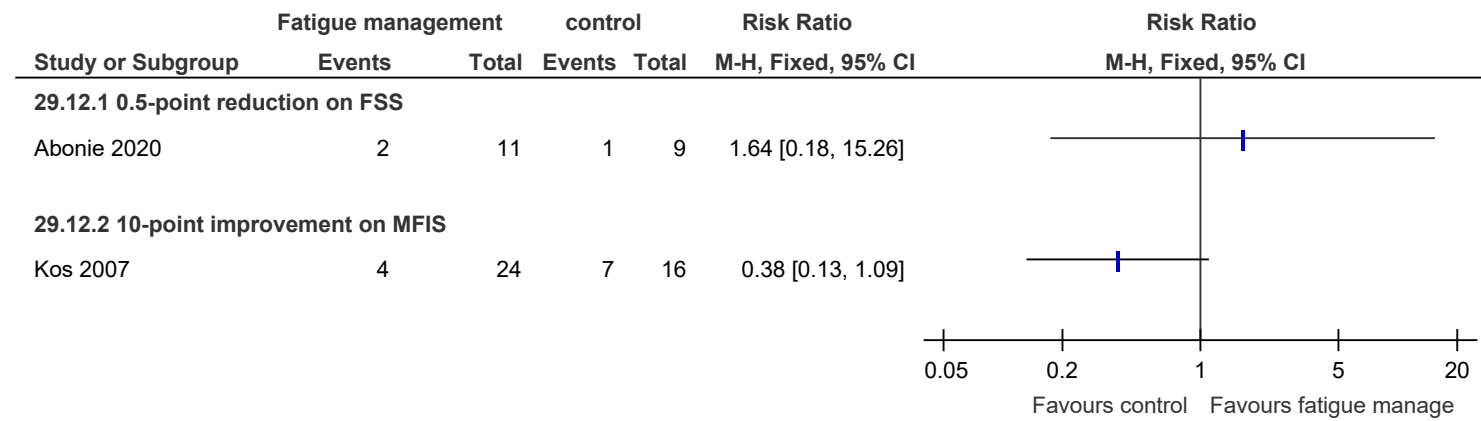 Fatigue management control Risk Ratio Risk Ratio
Study or Subgroup Events Total Events Total M-H, Fixed, 95% CI M-H, Fixed, 95% CI
29.12.1 0.5-point reduction on FSS
Abonie 2020 2 11 1 9 1.64 [0.18, 15.26]
29.12.2 10-point improvement on MFIS
Kos 2007 4 24 7 16 0.38 [0.13, 1.09]
0.05 0.2 1 5 20
Favours control Favours fatigue manage